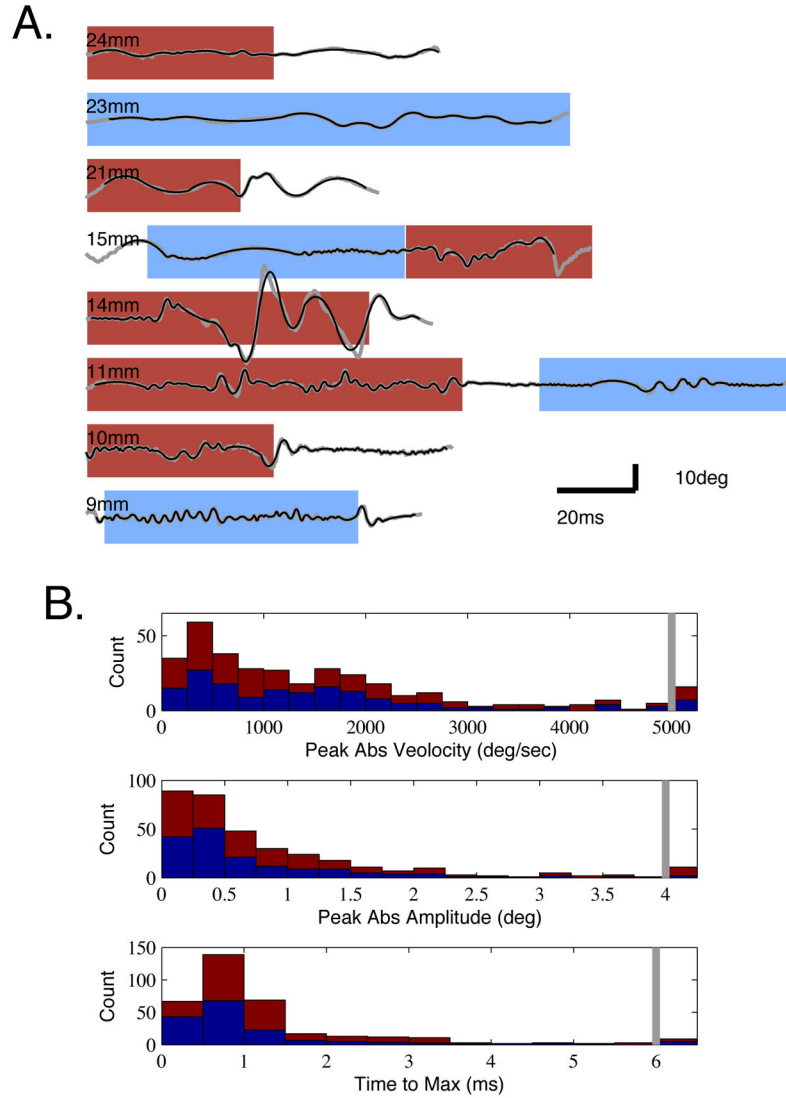 A.
24mm
23mm
21mm
15mm
14mm
11mm
10mm
10deg
20ms
9mm
B.
50
0
Count
0 1000 2000 3000 4000 5000
Peak Abs Veolocity (deg/sec)
100
50
0
Count
0 0.5 1 1.5 2 2.5 3 3.5 4
Peak Abs Amplitude (deg)
150
100
50
0
Count
0 1 2 3 4 5 6
Time to Max (ms)